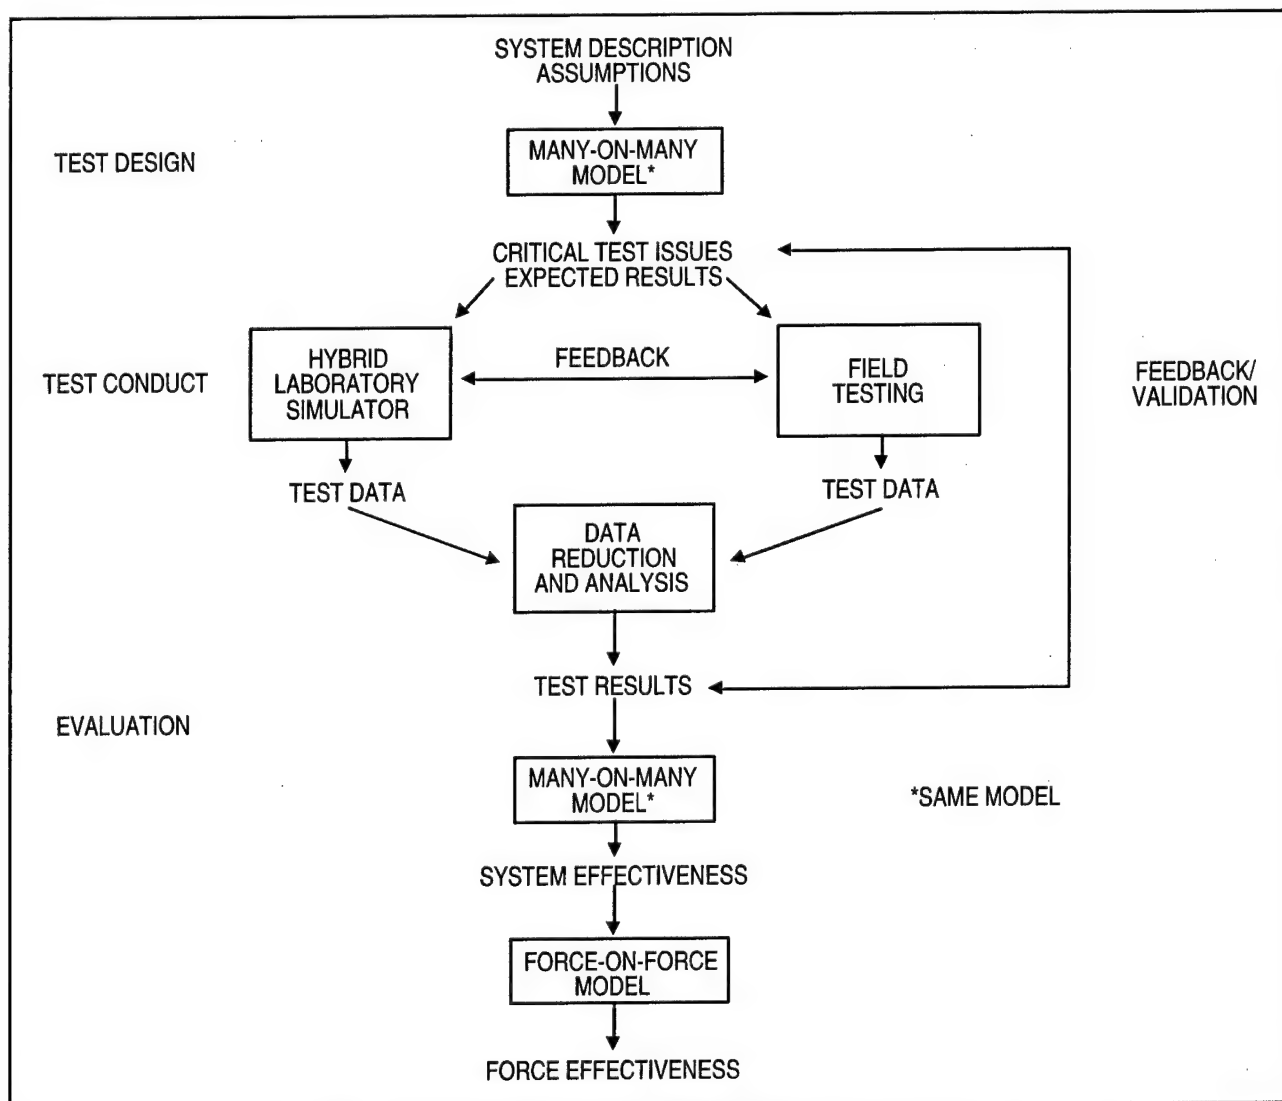 SYSTEM DESCRIPTION
ASSUMPTIONS
TEST DESIGN
MANY-ON-MANY
MODEL*
CRITICAL TEST ISSUES
EXPECTED RESULTS
TEST CONDUCT
HYBRID
LABORATORY
SIMULATOR
FEEDBACK
FIELD
TESTING
FEEDBACK/
VALIDATION
TEST DATA
TEST DATA
DATA
REDUCTION
AND ANALYSIS
TEST RESULTS
EVALUATION
MANY-ON-MANY
MODEL*
*SAME MODEL
SYSTEM EFFECTIVENESS
FORCE-ON-FORCE
MODEL
FORCE EFFECTIVENESS